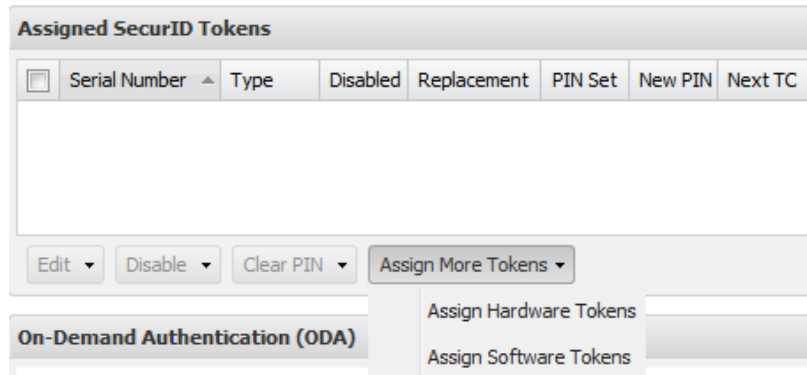 Assigned SecurID Tokens
Serial Number Type Disabled Replacement PIN Set New PIN Next TC
Edit Disable Clear PIN Assign More Tokens
Assign Hardware Tokens
On-Demand Authentication (ODA)
Assign Software Tokens